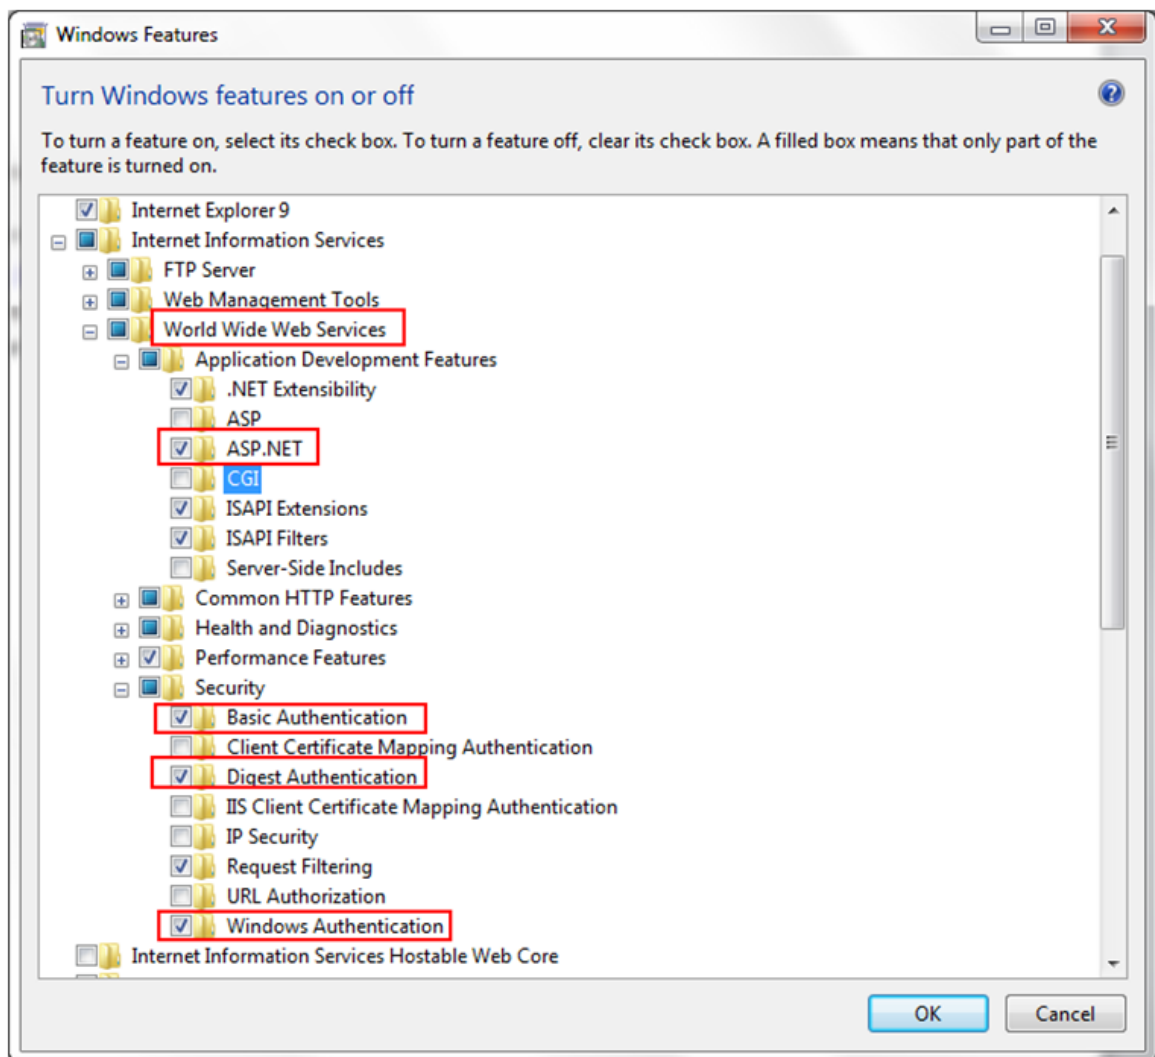 Windows Features
Turn Windows features on or off
To turn a feature on, select its check box. To turn a feature off, clear its check box. A filled box means that only part of the
feature is turned on.
Internet Explorer 9
Internet Information Services
FTP Server
Web Management Tools
World Wide Web Services
Application Development Features
.NET Extensibility
ASP
ASP.NET
CGI
ISAPI Extensions
ISAPI Filters
Server-Side Includes
Common HTTP Features
Health and Diagnostics
Performance Features
Security
Basic Authentication
Client Certificate Mapping Authentication
Digest Authentication
IIS Client Certificate Mapping Authentication
IP Security
Request Filtering
URL Authorization
Windows Authentication
Internet Information Services Hostable Web Core
OK Cancel